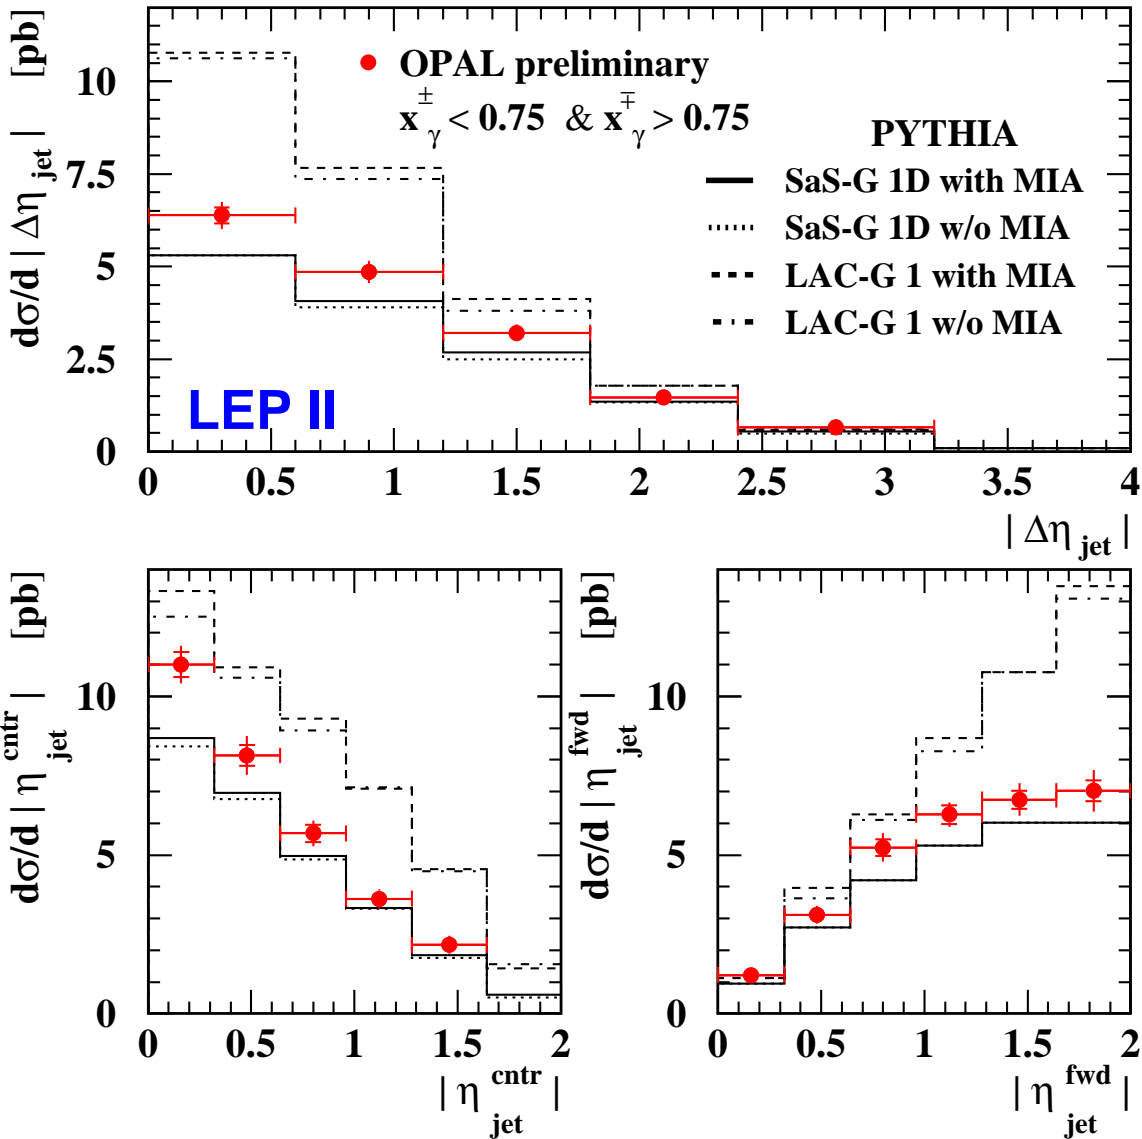 dσ/d | Δη jet | [pb]
10
7.5
5
2.5
0
OPAL preliminary
x±γ < 0.75 & x∓γ > 0.75
PYTHIA
SaS-G 1D with MIA
SaS-G 1D w/o MIA
LAC-G 1 with MIA
LAC-G 1 w/o MIA
LEP II
0 0.5 1 1.5 2 2.5 3 3.5 4
| Δη jet |
dσ/d | η cntr jet | [pb]
10
5
0
0 0.5 1 1.5 2
| η cntr jet |
dσ/d | η fwd jet | [pb]
10
5
0
0 0.5 1 1.5 2
| η fwd jet |